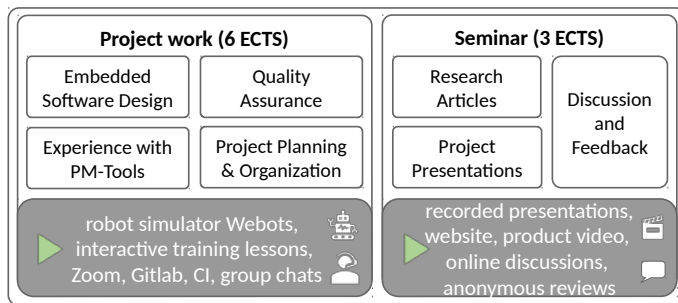 Project work (6 ECTS)
Embedded
Software Design
Quality
Assurance
Experience with
PM-Tools
Project Planning
& Organization
robot simulator Webots,
interactive training lessons,
Zoom, Gitlab, CI, group chats
Seminar (3 ECTS)
Research
Articles
Project
Presentations
Discussion
and
Feedback
recorded presentations,
website, product video,
online discussions,
anonymous reviews